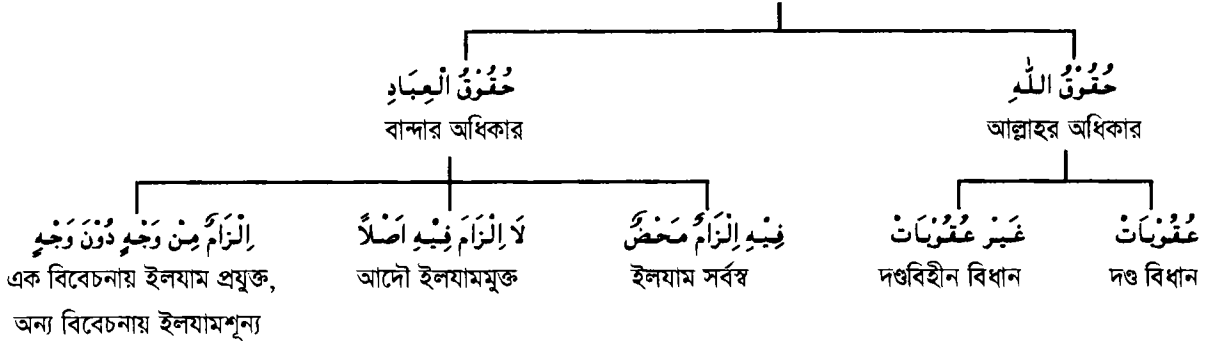 حُقُوْقُ اللّٰهِ
আল্লাহর অধিকার
حُقُوْقُ الْعِبَادِ
বান্দার অধিকার
عُقُوْبَاتْ
দণ্ড বিধান
غَيْر عُقُوْبَاتْ
দণ্ডবিহীন বিধান
فِيْهِ اِلْزَامٌ مَحْضٌ
ইলযাম সর্বস্ব
لَا اِلْزَامَ فِيْهِ اَصْلًا
আদৌ ইলযামমুক্ত
اِلْزَامٌ مِنْ وَجْهٍ دُوْنَ وَجْهٍ
এক বিবেচনায় ইলযাম প্রযুক্ত,
অন্য বিবেচনায় ইলযামশূন্য